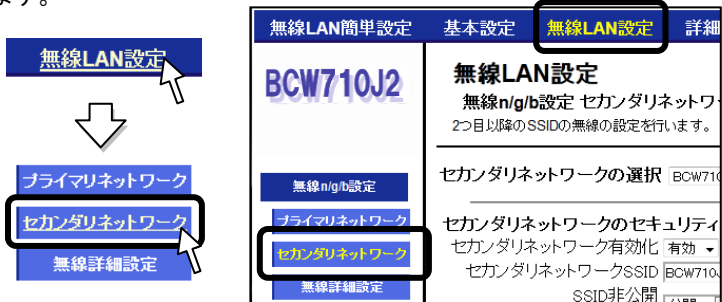 ます。
無線LAN設定
プライマリネットワーク
セカンダリネットワーク
無線詳細設定
無線LAN簡単設定 基本設定 無線LAN設定 詳細
BCW710J2
無線LAN設定
無線n/g/b設定 セカンダリネットワ
2つ目以降のSSIDの無線の設定を行います。
セカンダリネットワークの選択 BCW710
無線n/g/b設定
プライマリネットワーク
セカンダリネットワーク
無線詳細設定
セカンダリネットワークのセキュリティ
セカンダリネットワーク有効化 有効
セカンダリネットワークSSID BCW710J
SSID非公開